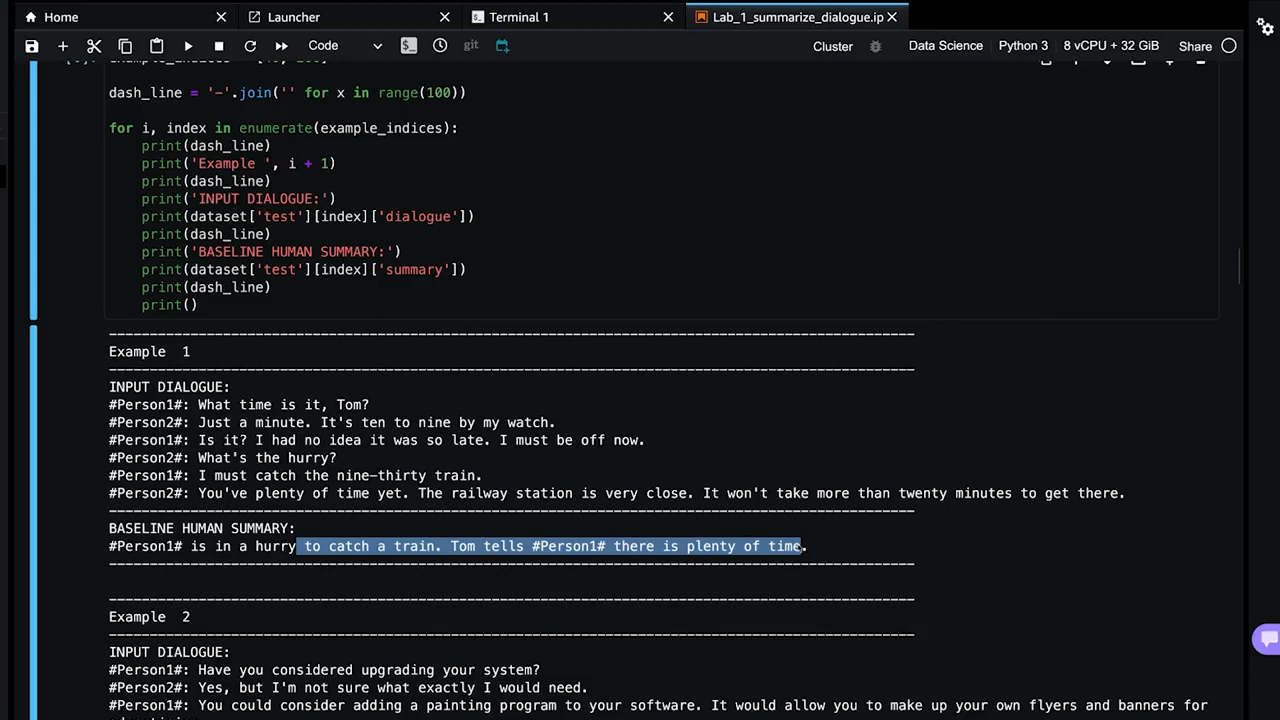 Home
Launcher
Terminal 1
Lab_1_summarize_dialogue.ip
Code
git
Cluster
Data Science
Python 3
8 vCPU + 32 GiB
Share
dash_line = '-'.join('' for x in range(100))
for i, index in enumerate(example_indices):
print(dash_line)
print('Example ', i + 1)
print(dash_line)
print('INPUT DIALOGUE:')
print(dataset['test'][index]['dialogue'])
print(dash_line)
print('BASELINE HUMAN SUMMARY:')
print(dataset['test'][index]['summary'])
print(dash_line)
print()
---------------------------------------------------------------------------------------------------
Example  1
---------------------------------------------------------------------------------------------------
INPUT DIALOGUE:
#Person1#: What time is it, Tom?
#Person2#: Just a minute. It's ten to nine by my watch.
#Person1#: Is it? I had no idea it was so late. I must be off now.
#Person2#: What's the hurry?
#Person1#: I must catch the nine-thirty train.
#Person2#: You've plenty of time yet. The railway station is very close. It won't take more than twenty minutes to get there.
---------------------------------------------------------------------------------------------------
BASELINE HUMAN SUMMARY:
#Person1# is in a hurry to catch a train. Tom tells #Person1# there is plenty of time.
---------------------------------------------------------------------------------------------------
---------------------------------------------------------------------------------------------------
Example  2
---------------------------------------------------------------------------------------------------
INPUT DIALOGUE:
#Person1#: Have you considered upgrading your system?
#Person2#: Yes, but I'm not sure what exactly I would need.
#Person1#: You could consider adding a painting program to your software. It would allow you to make up your own flyers and banners for